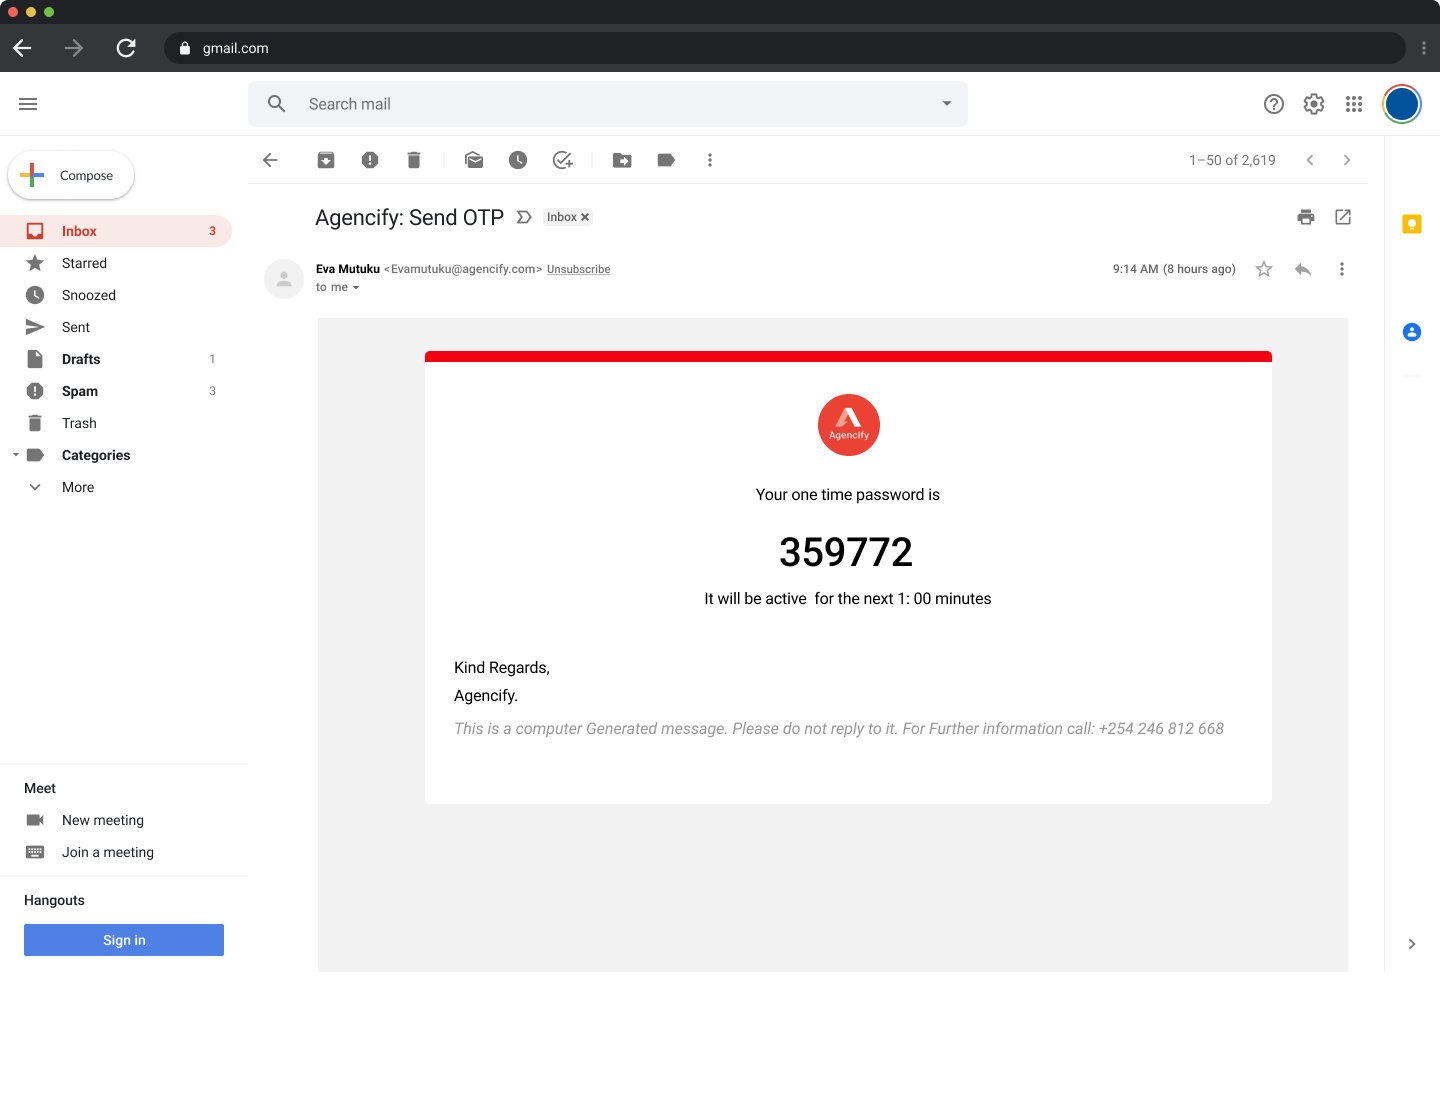 gmail.com
Search mail
Compose
1–50 of 2,619
Inbox 3
Starred
Snoozed
Sent
Drafts 1
Spam 3
Trash
Categories
More
Agencify: Send OTP Inbox ×
Eva Mutuku <Evamutuku@agencify.com> Unsubscribe 9:14 AM (8 hours ago)
to me
Agencify
Your one time password is
359772
It will be active  for the next 1: 00 minutes
Kind Regards,
Agencify.
This is a computer Generated message. Please do not reply to it. For Further information call: +254 246 812 668
Meet
New meeting
Join a meeting
Hangouts
Sign in